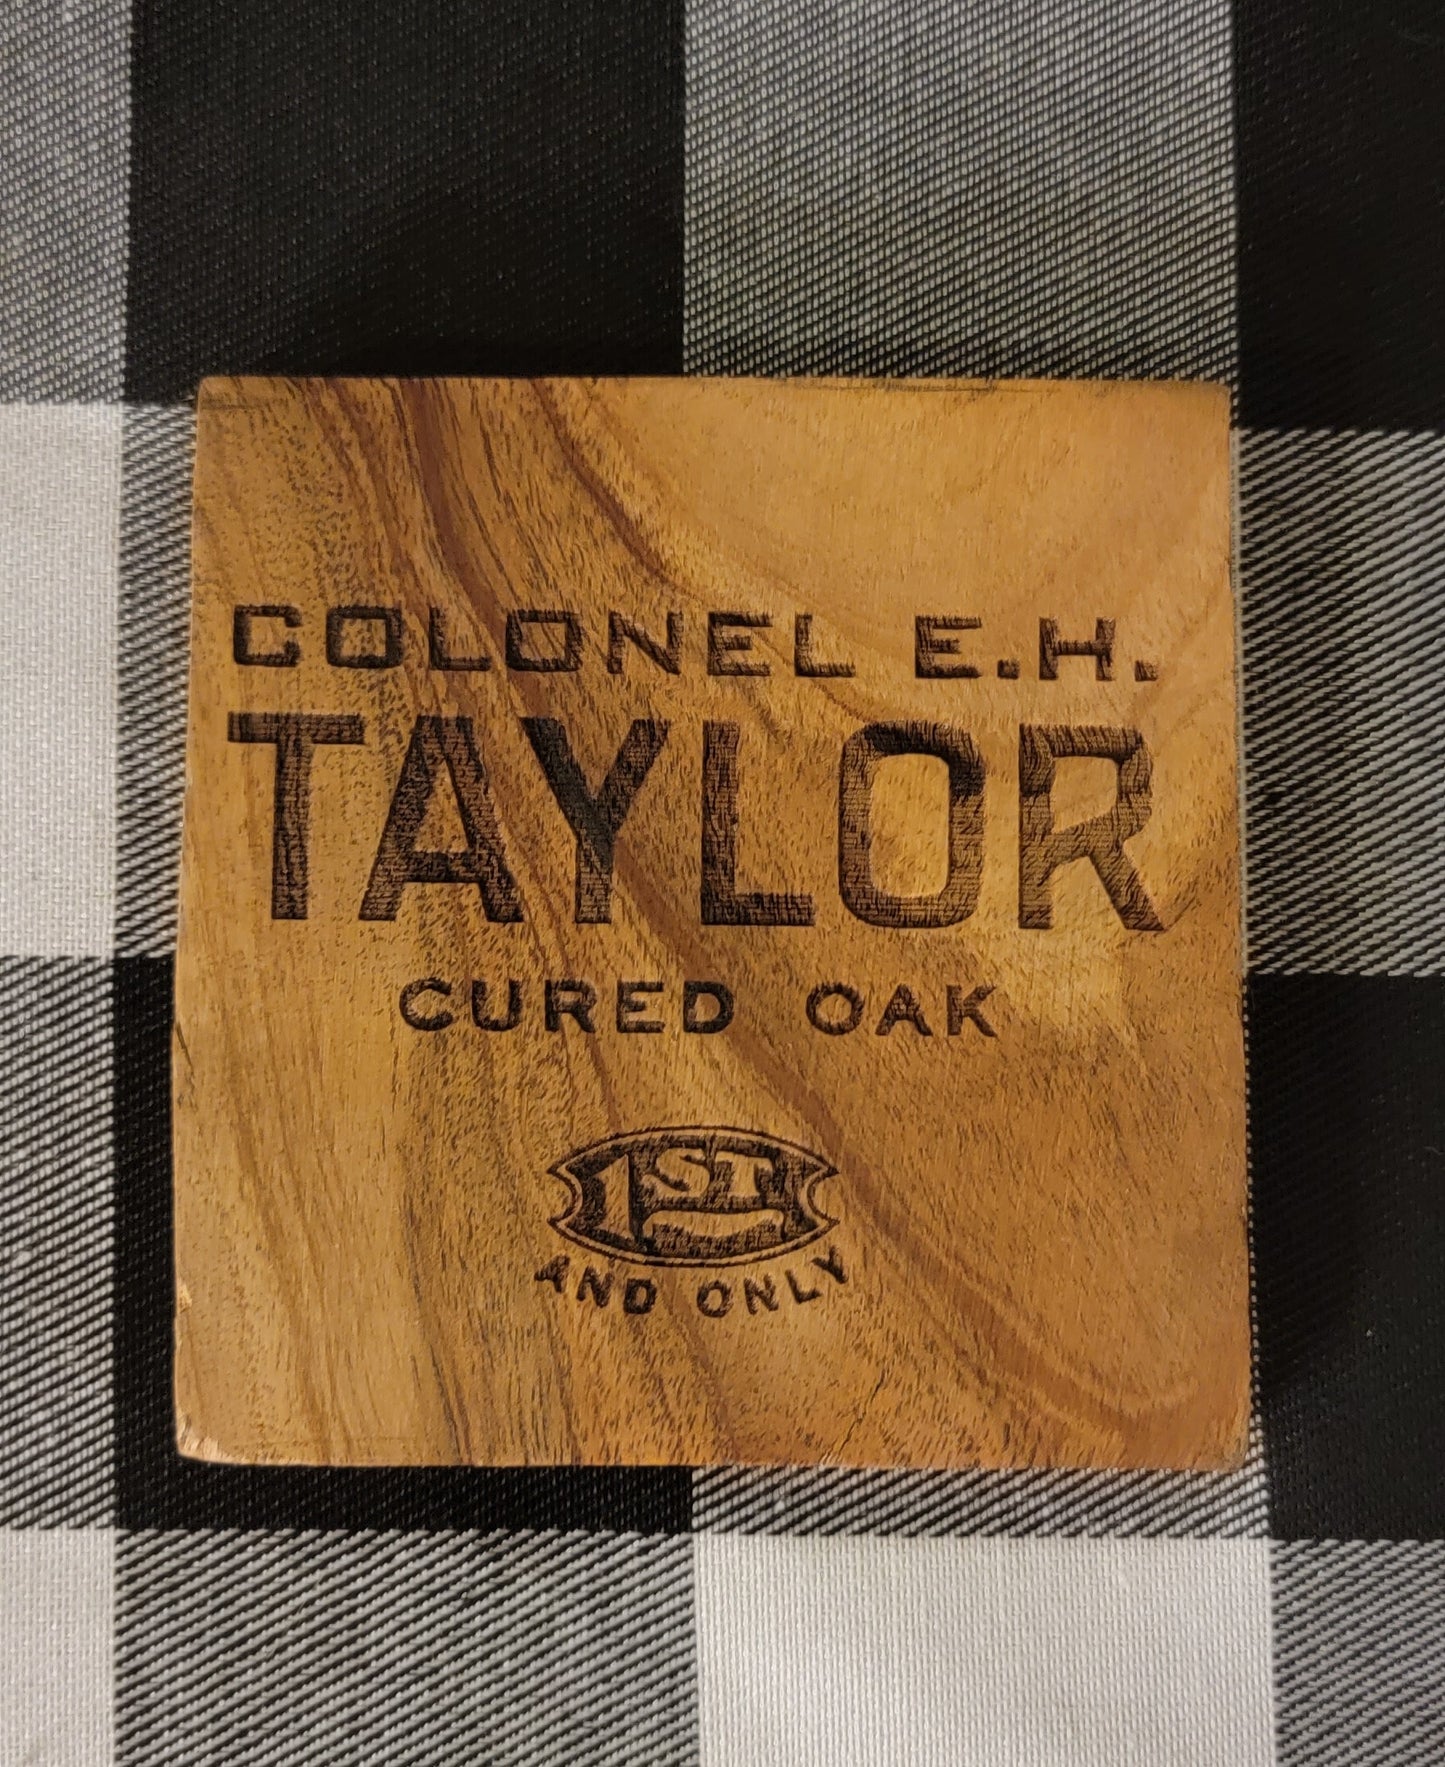 COLONEL E.H.
TAYLOR
CURED OAK
1ST
AND ONLY